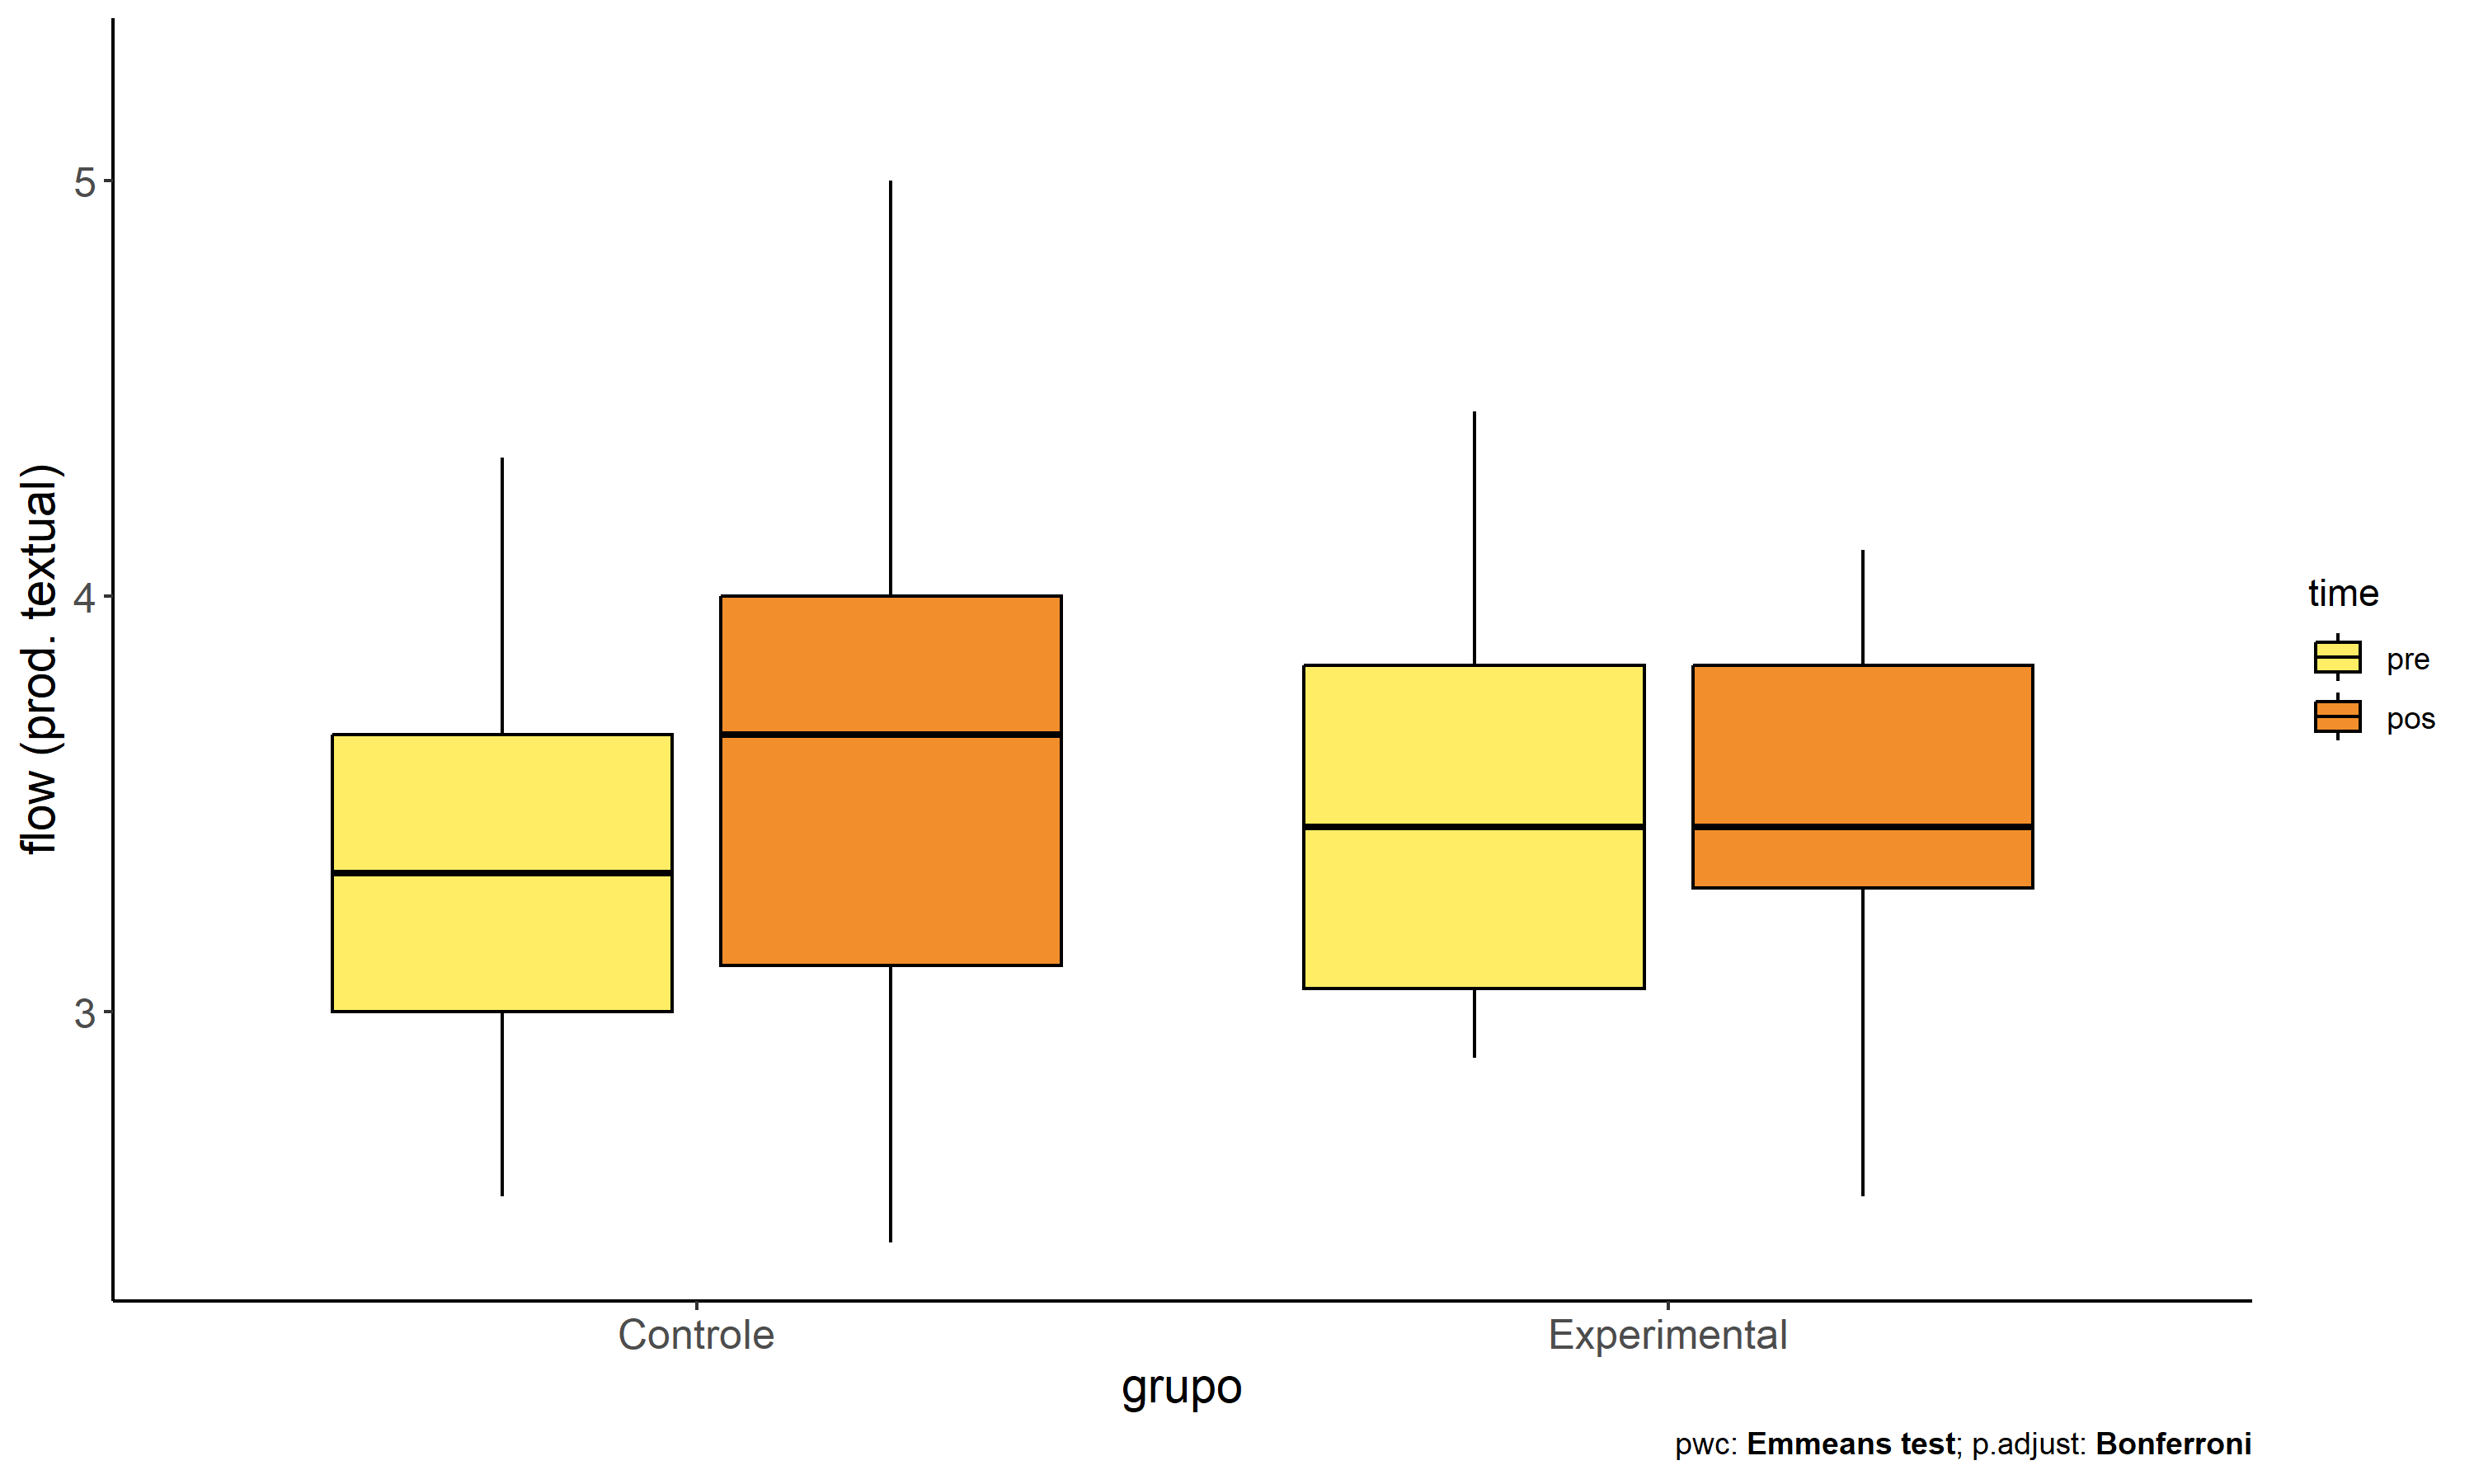 flow (prod. textual)
5
4
3
Controle
Experimental
grupo
time
pre
pos
pwc: Emmeans test; p.adjust: Bonferroni